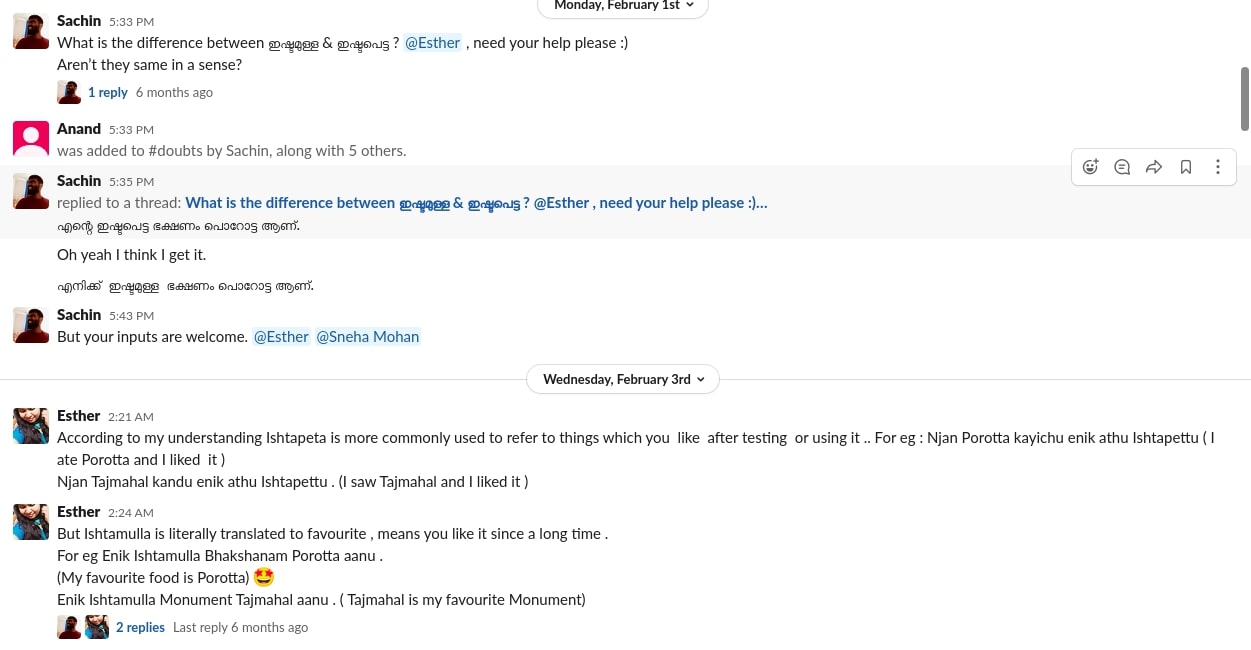 Monday, February 1st
Sachin 5:33 PM
What is the difference between ഇഷ്ടമുള്ള & ഇഷ്ടപെട്ട ? @Esther , need your help please :)
Aren’t they same in a sense?
1 reply 6 months ago
Anand 5:33 PM
was added to #doubts by Sachin, along with 5 others.
Sachin 5:35 PM
replied to a thread: What is the difference between ഇഷ്ടമുള്ള & ഇഷ്ടപെട്ട ? @Esther , need your help please :)...
എന്റെ ഇഷ്ടപെട്ട ഭക്ഷണം പൊറോട്ട ആണ്.
Oh yeah I think I get it.
എനിക്ക് ഇഷ്ടമുള്ള ഭക്ഷണം പൊറോട്ട ആണ്.
Sachin 5:43 PM
But your inputs are welcome. @Esther @Sneha Mohan
Wednesday, February 3rd
Esther 2:21 AM
According to my understanding Ishtapeta is more commonly used to refer to things which you like after testing or using it .. For eg : Njan Porotta kayichu enik athu Ishtapettu ( I
ate Porotta and I liked it )
Njan Tajmahal kandu enik athu Ishtapettu . (I saw Tajmahal and I liked it )
Esther 2:24 AM
But Ishtamulla is literally translated to favourite , means you like it since a long time .
For eg Enik Ishtamulla Bhakshanam Porotta aanu .
(My favourite food is Porotta) 🤩
Enik Ishtamulla Monument Tajmahal aanu . ( Tajmahal is my favourite Monument)
2 replies Last reply 6 months ago